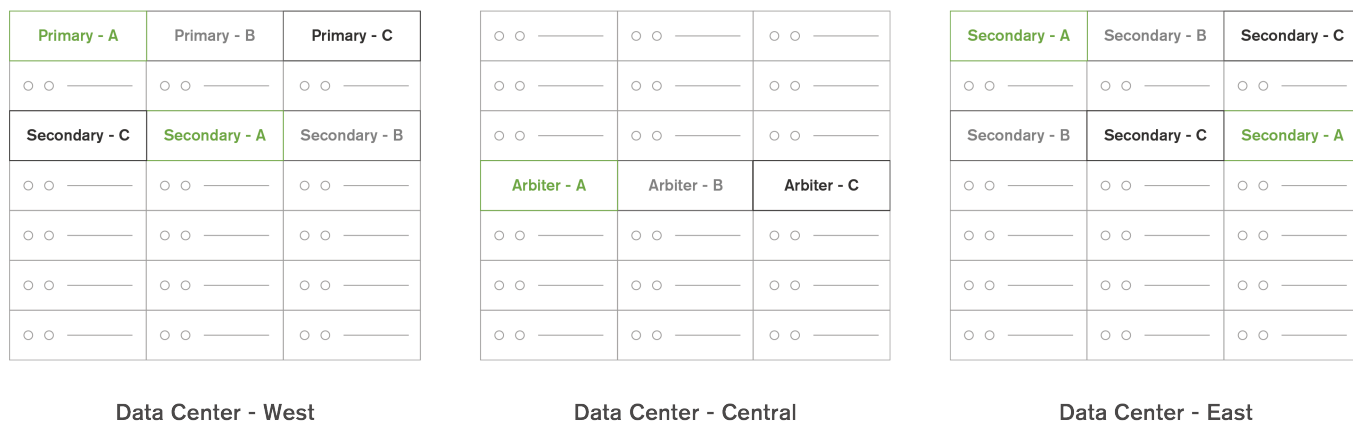 Primary - A
Primary - B
Primary - C
Secondary - C
Secondary - A
Secondary - B
Data Center - West
Arbiter - A
Arbiter - B
Arbiter - C
Data Center - Central
Secondary - A
Secondary - B
Secondary - C
Secondary - B
Secondary - C
Secondary - A
Data Center - East